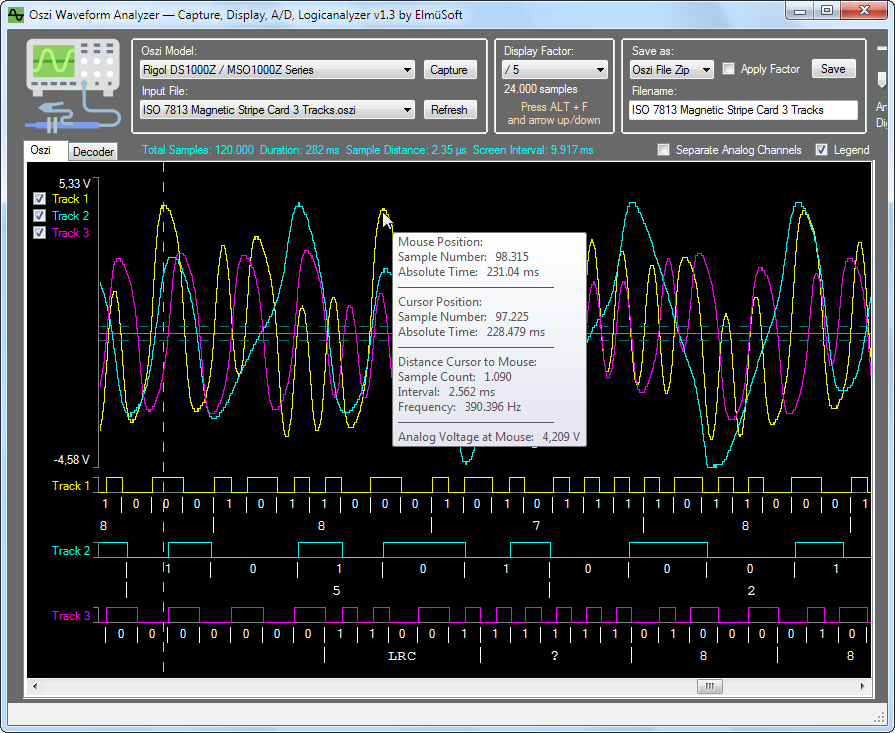 Oszi Waveform Analyzer — Capture, Display, A/D, Logicanalyzer v1.3 by ElmüSoft
Oszi Model:
Rigol DS1000Z / MSO1000Z Series
Capture
Input File:
ISO 7813 Magnetic Stripe Card 3 Tracks.oszi
Refresh
Display Factor:
/ 5
24.000 samples
Press ALT + F
and arrow up/down
Save as:
Oszi File Zip
Apply Factor
Save
Filename:
ISO 7813 Magnetic Stripe Card 3 Tracks
Oszi
Decoder
Total Samples: 120.000 Duration: 282 ms Sample Distance: 2.35 µs Screen Interval: 9.917 ms
Separate Analog Channels
Legend
5,33 V
Track 1
Track 2
Track 3
Mouse Position:
Sample Number: 98.315
Absolute Time: 231.04 ms
Cursor Position:
Sample Number: 97.225
Absolute Time: 228.479 ms
Distance Cursor to Mouse:
Sample Count: 1.090
Interval: 2.562 ms
Frequency: 390.396 Hz
Analog Voltage at Mouse: 4,209 V
-4,58 V
Track 1
1 0 0 0 1 0 1 1 0 0 0 1 0 1 0 1 1 1 1 0 1 1 0 0 0 1
8 8 7 8
Track 2
1 0 1 0 1 0 0 0 1
5 2
Track 3
0 0 0 0 0 0 0 1 1 0 0 0 1 1 1 1 1 1 0 0 0 0 0 1 0
LRC ? 8 8